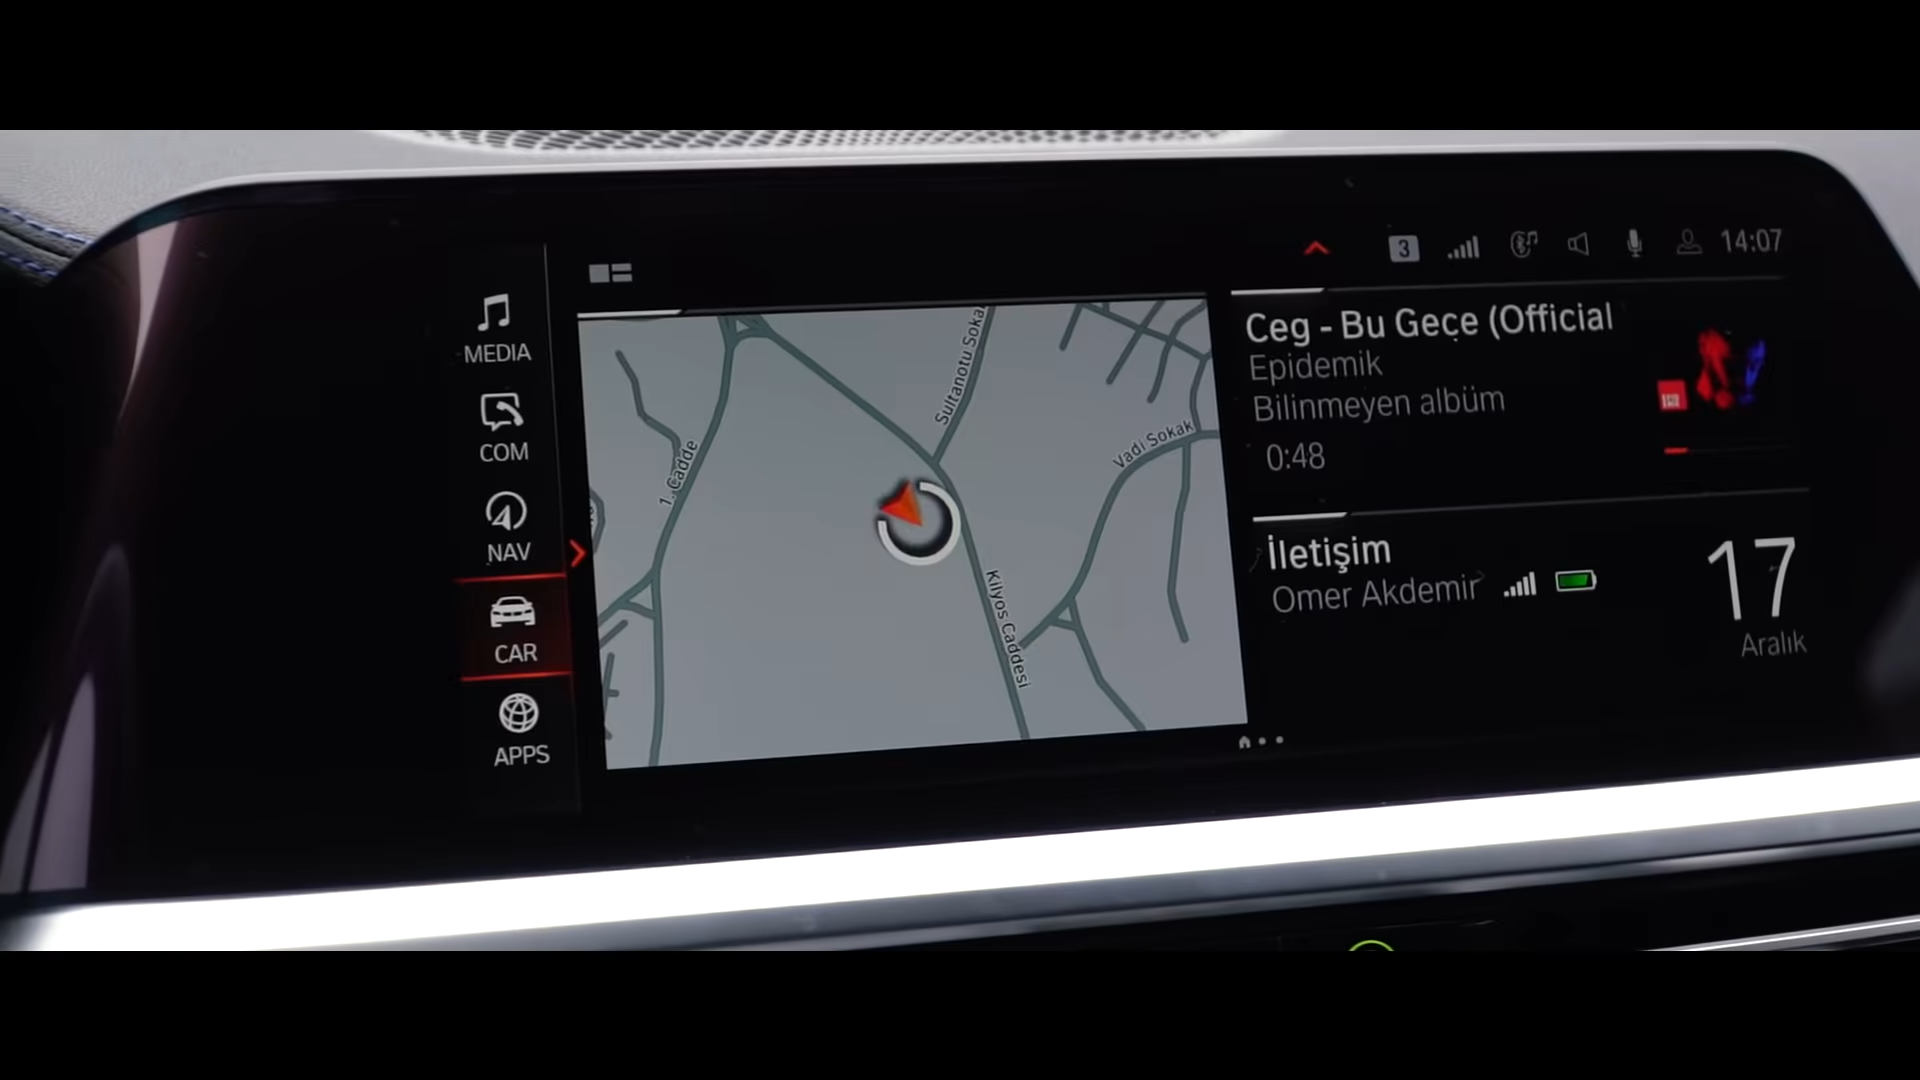 MEDIA
COM
NAV
CAR
APPS
3
14:07
1. Cadde
Sultanotu Soka
Vadi Sokak
Kilyos Caddesi
Ceg - Bu Geçe (Official
Epidemik
Bilinmeyen albüm
0:48
İletişim
Omer Akdemir
17
Aralık